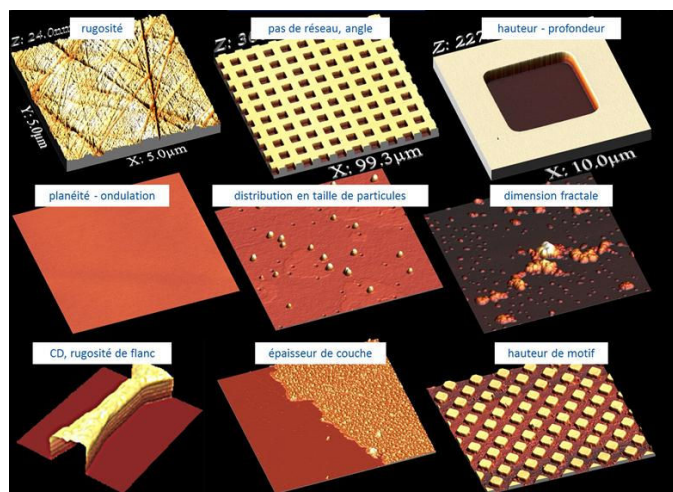 rugosité
pas de réseau, angle
hauteur - profondeur
Z: 24.0nm
Y: 5.0µm
X: 5.0µm
X: 99.3µm
Z: 227
X: 10.0µm
planéité - ondulation
distribution en taille de particules
dimension fractale
CD, rugosité de flanc
épaisseur de couche
hauteur de motif